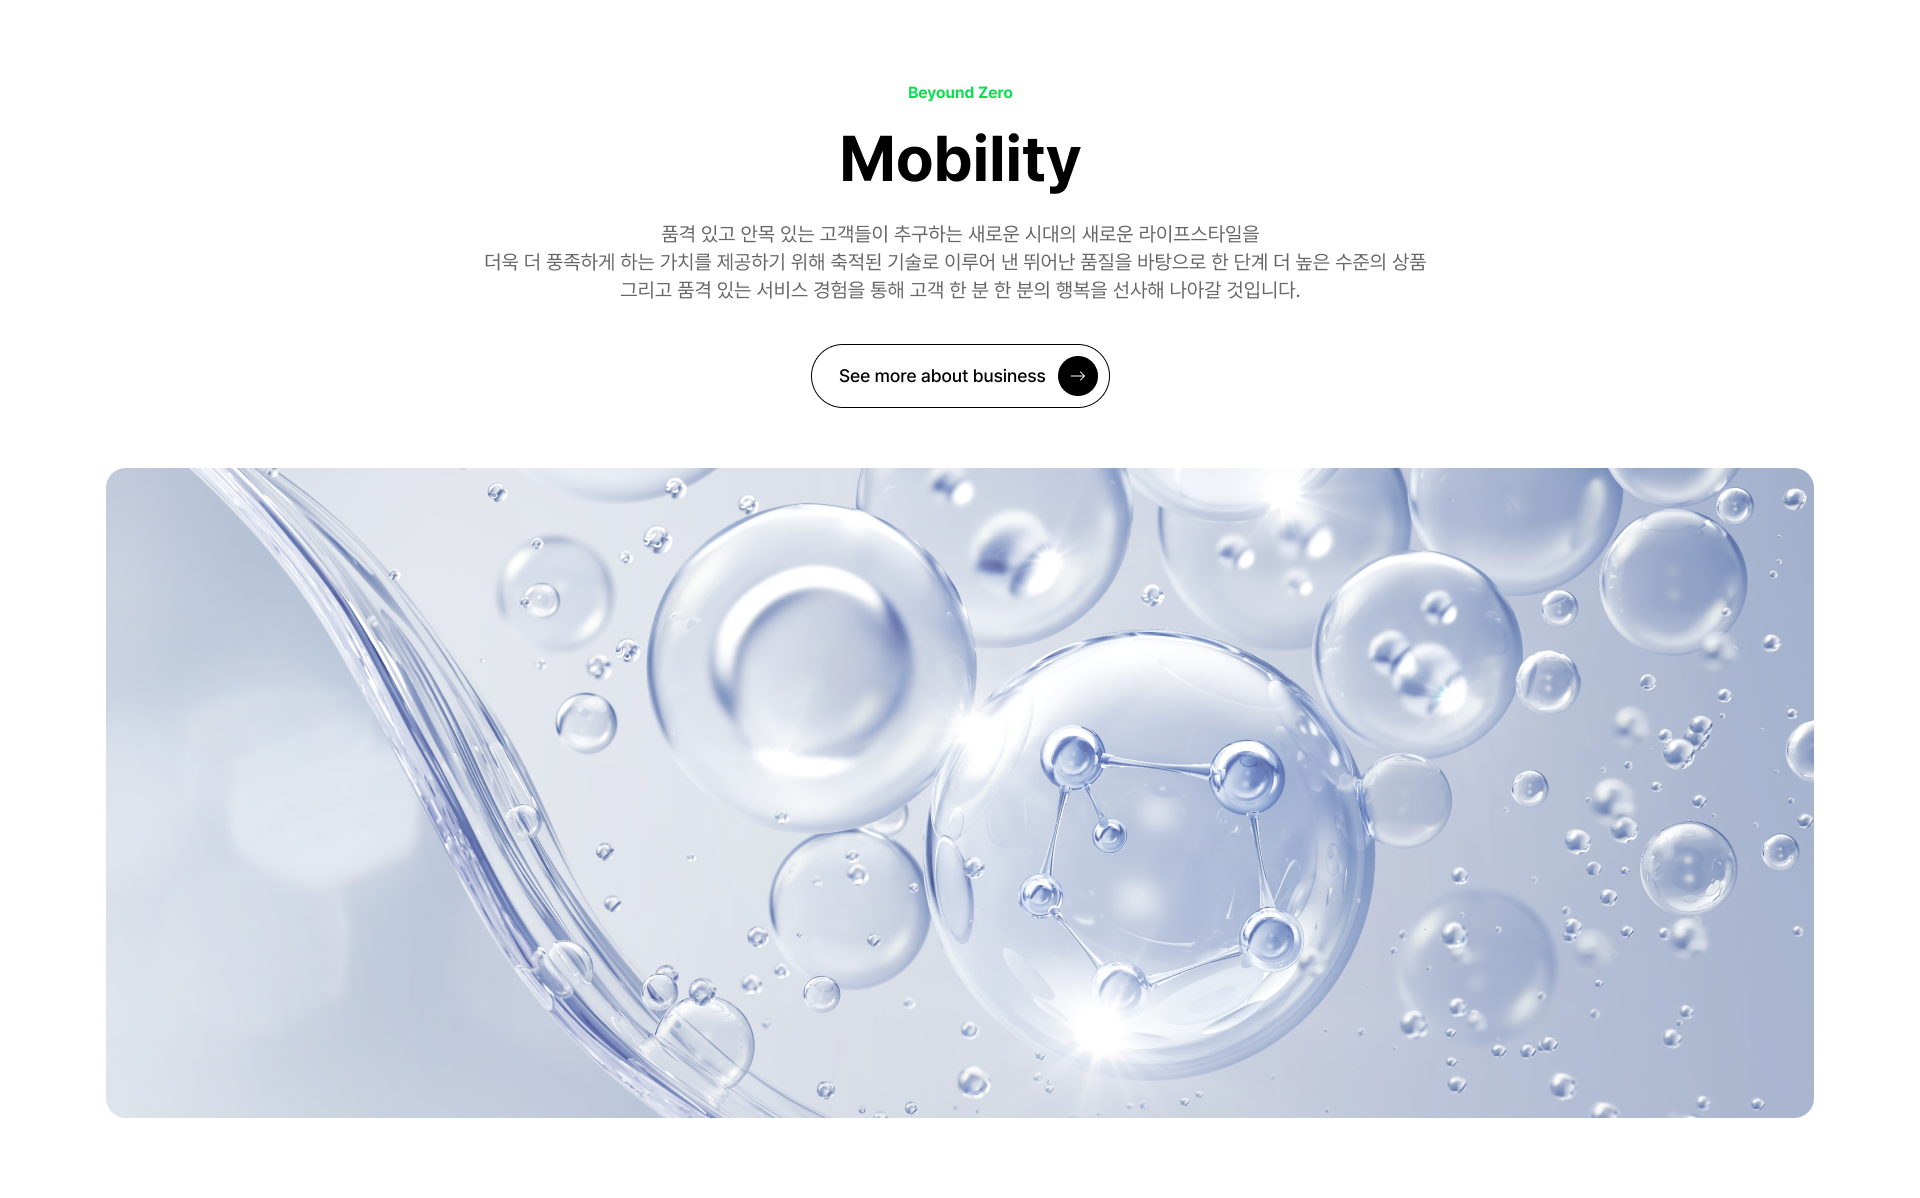 Beyound Zero
Mobility
품격 있고 안목 있는 고객들이 추구하는 새로운 시대의 새로운 라이프스타일을
더욱 더 풍족하게 하는 가치를 제공하기 위해 축적된 기술로 이루어 낸 뛰어난 품질을 바탕으로 한 단계 더 높은 수준의 상품
그리고 품격 있는 서비스 경험을 통해 고객 한 분 한 분의 행복을 선사해 나아갈 것입니다.
See more about business